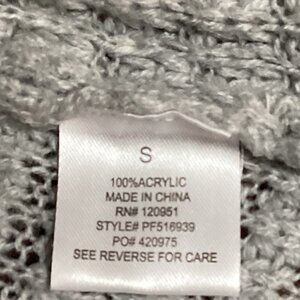 S
100%ACRYLIC
MADE IN CHINA
RN# 120951
STYLE# PF516939
PO# 420975
SEE REVERSE FOR CARE